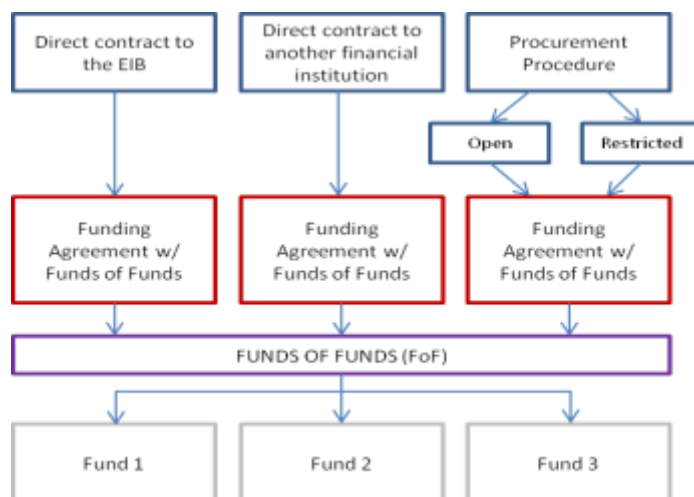 Direct contract to
the EIB
Direct contract to
another financial
institution
Procurement
Procedure
Open
Restricted
Funding
Agreement w/
Funds of Funds
Funding
Agreement w/
Funds of Funds
Funding
Agreement w/
Funds of Funds
FUNDS OF FUNDS (FoF)
Fund 1
Fund 2
Fund 3